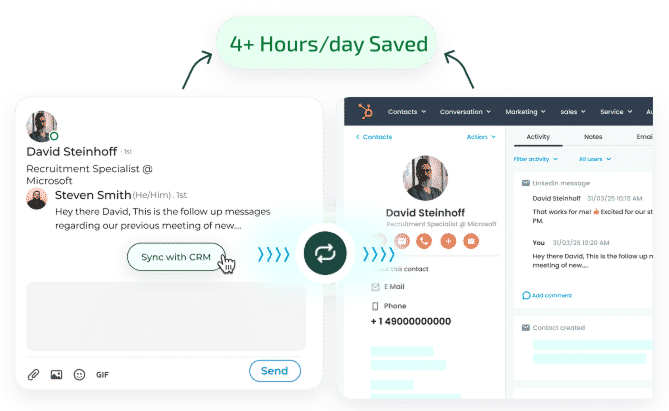 4+ Hours/day Saved
David Steinhoff · 1st
Recruitment Specialist @
Microsoft
Steven Smith (He/Him) . 1st
Hey there David, This is the follow up messages
regarding our previous meeting of new....
Sync with CRM
GIF
Send
Contacts
Conversation
Marketing
sales
Service
< Contacts
Action
David Steinhoff
Recruitment Specialist @ Microsoft
this contact
E Mail
Phone
+ 1 49000000000
Activity
Notes
Email
Filter activity
All users
Linkedin message
David Steinhoff 31/03/25 10:15 AM
That works for me! 👍 Excited for our
PM.
You 31/03/25 10:20 AM
Hey there David, This is the follow up
meeting of new....
Add comment
Contact created